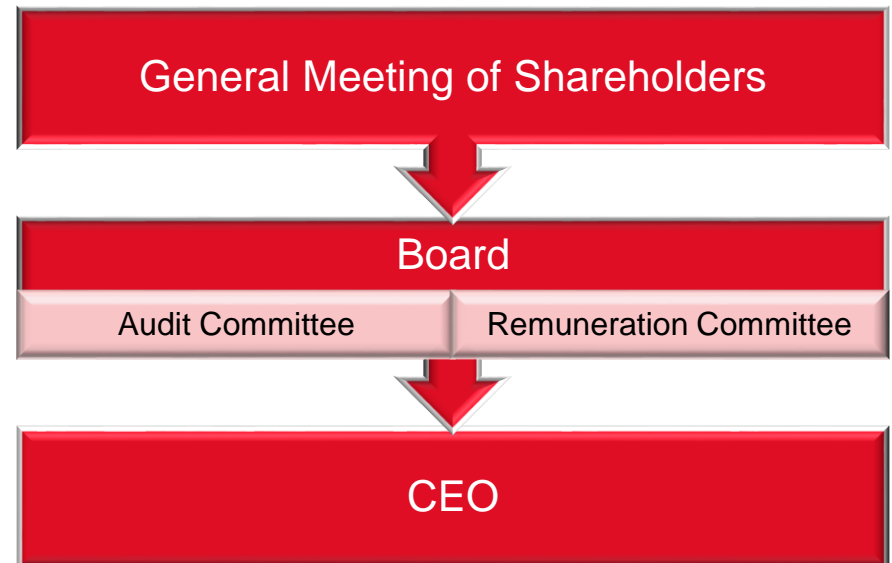 General Meeting of Shareholders
Board
Audit Committee
Remuneration Committee
CEO